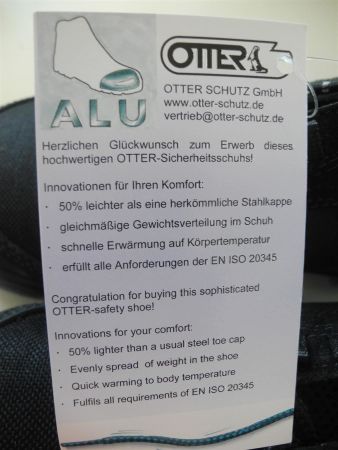 OTTER
ALU
OTTER SCHUTZ GmbH
www.otter-schutz.de
vertrieb@otter-schutz.de
Herzlichen Glückwunsch zum Erwerb dieses
hochwertigen OTTER-Sicherheitsschuhs!
Innovationen für Ihren Komfort:
· 50% leichter als eine herkömmliche Stahlkappe
· gleichmäßige Gewichtsverteilung im Schuh
· schnelle Erwärmung auf Körpertemperatur
· erfüllt alle Anforderungen der EN ISO 20345
Congratulation for buying this sophisticated
OTTER-safety shoe!
Innovations for your comfort:
· 50% lighter than a usual steel toe cap
· Evenly spread of weight in the shoe
· Quick warming to body temperature
· Fulfils all requirements of EN ISO 20345